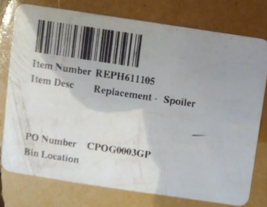 Item Number REPH611105
Item Desc Replacement - Spoiler
PO Number CPOG0003GP
Bin Location